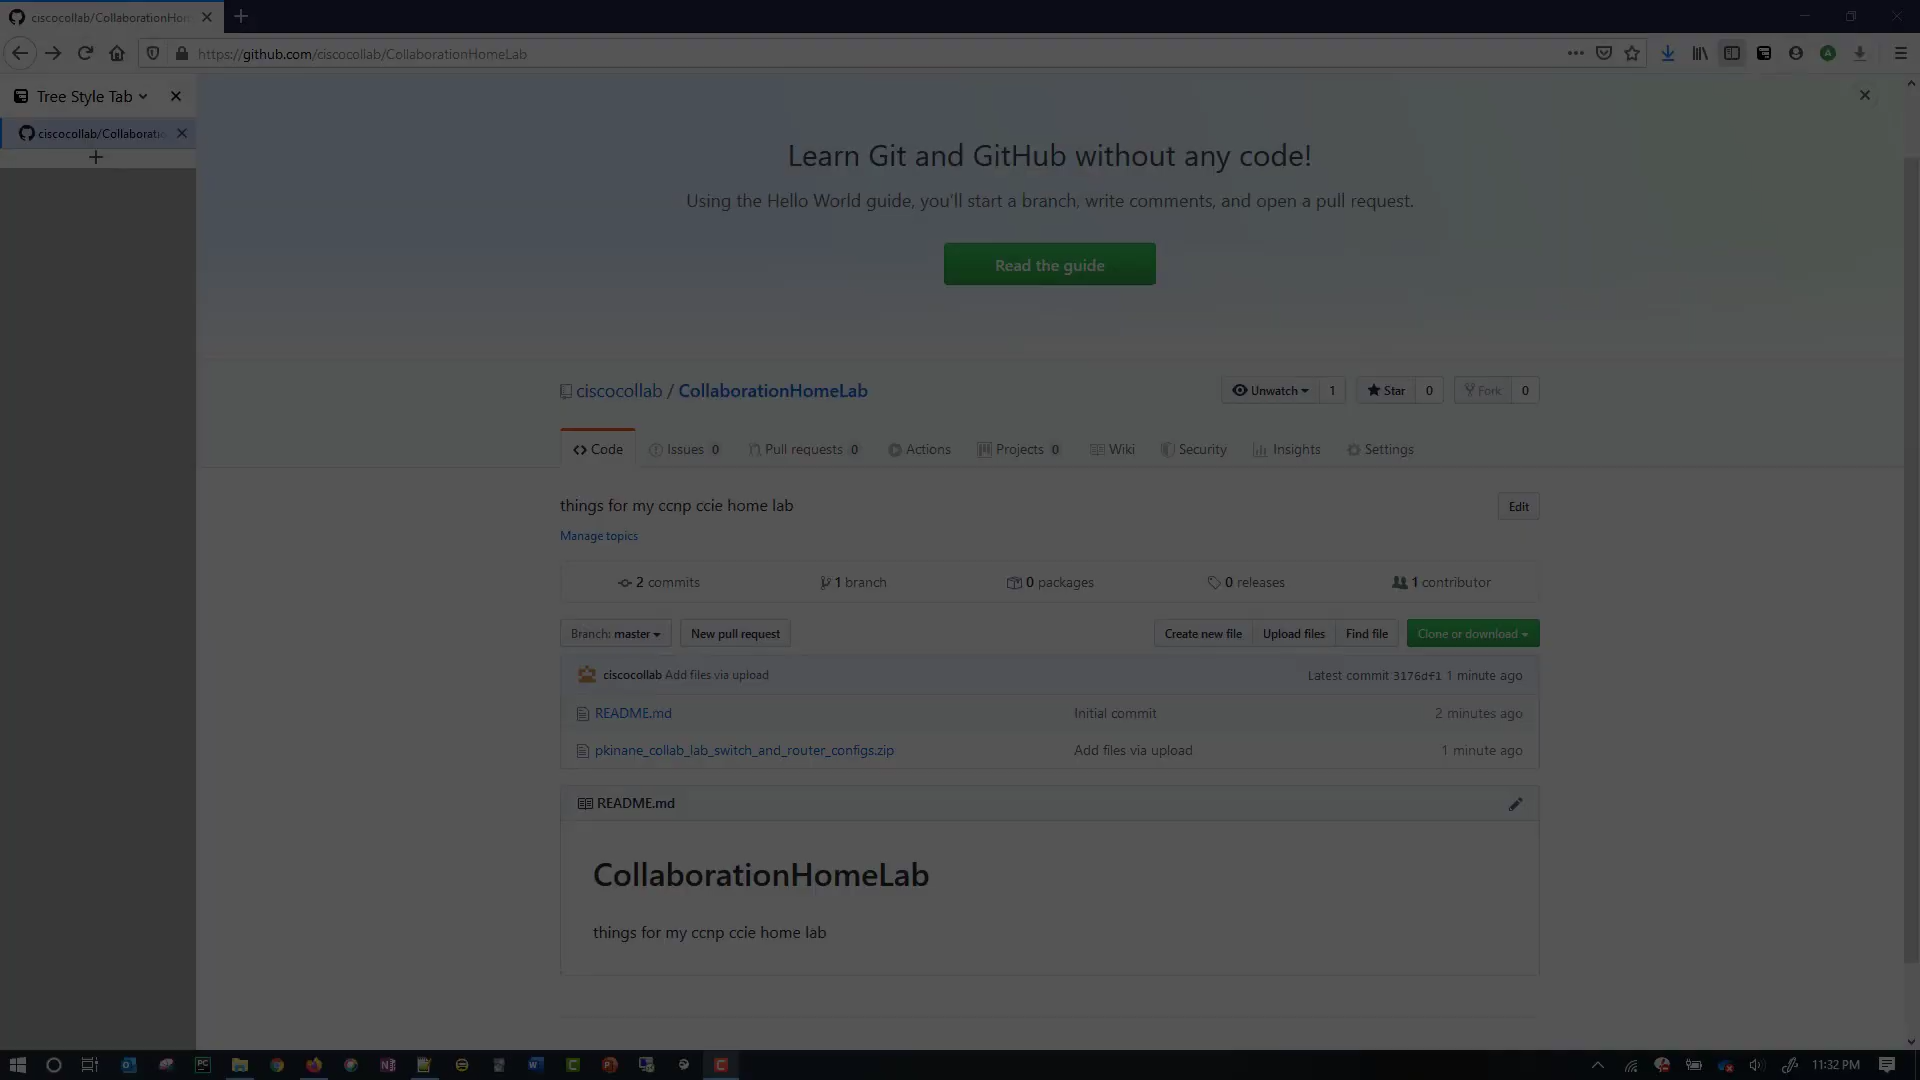 ciscocollab/CollaborationHon
https://github.com/ciscocollab/CollaborationHomeLab
Tree Style Tab
ciscocollab/Collaboratio
Learn Git and GitHub without any code!
Using the Hello World guide, you'll start a branch, write comments, and open a pull request.
Read the guide
ciscocollab / CollaborationHomeLab
Unwatch 1 Star 0 Fork 0
Code Issues 0 Pull requests 0 Actions Projects 0 Wiki Security Insights Settings
things for my ccnp ccie home lab
Edit
Manage topics
2 commits 1 branch 0 packages 0 releases 1 contributor
Branch: master New pull request Create new file Upload files Find file Clone or download
ciscocollab Add files via upload Latest commit 3176df1 1 minute ago
README.md Initial commit 2 minutes ago
pkinane_collab_lab_switch_and_router_configs.zip Add files via upload 1 minute ago
README.md
CollaborationHomeLab
things for my ccnp ccie home lab
11:32 PM